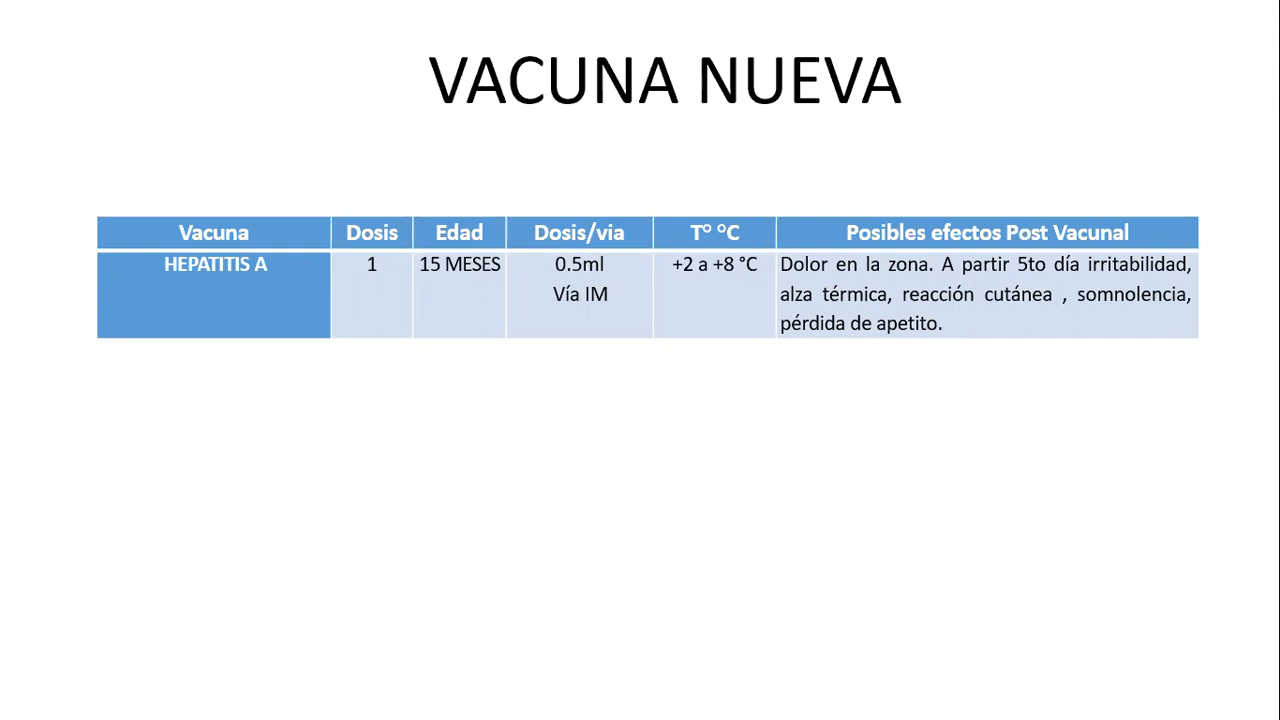 VACUNA NUEVA
Vacuna Dosis Edad Dosis/via T° °C Posibles efectos Post Vacunal
HEPATITIS A 1 15 MESES 0.5ml +2 a +8 °C Dolor en la zona. A partir 5to día irritabilidad,
Vía IM alza térmica, reacción cutánea , somnolencia,
pérdida de apetito.